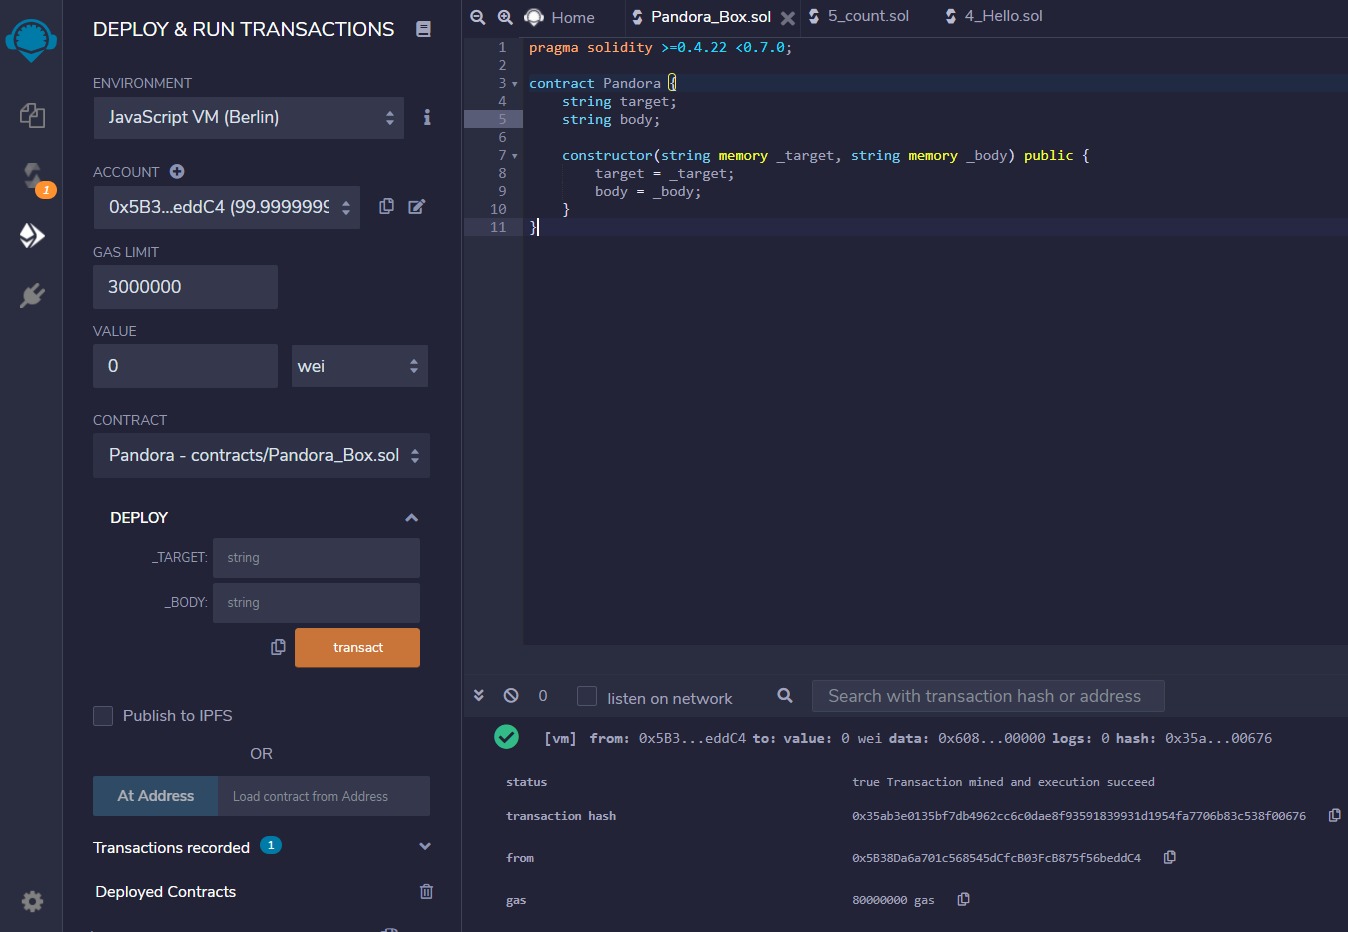 DEPLOY & RUN TRANSACTIONS
ENVIRONMENT
JavaScript VM (Berlin)
i
1
ACCOUNT
0x5B3...eddC4 (99.9999999
GAS LIMIT
3000000
VALUE
0
wei
CONTRACT
Pandora - contracts/Pandora_Box.sol
DEPLOY
_TARGET: string
_BODY: string
transact
Publish to IPFS
OR
At Address Load contract from Address
Transactions recorded 1
Deployed Contracts
Home Pandora_Box.sol 5_count.sol 4_Hello.sol
1 pragma solidity >=0.4.22 <0.7.0;
2
3 contract Pandora {
4 string target;
5 string body;
6
7 constructor(string memory _target, string memory _body) public {
8 target = _target;
9 body = _body;
10 }
11 }
0 listen on network Search with transaction hash or address
[vm] from: 0x5B3...eddC4 to: value: 0 wei data: 0x608...00000 logs: 0 hash: 0x35a...00676
status true Transaction mined and execution succeed
transaction hash 0x35ab3e0135bf7db4962cc6c0dae8f93591839931d1954fa7706b83c538f00676
from 0x5B38Da6a701c568545dCfcB03FcB875f56beddC4
gas 80000000 gas